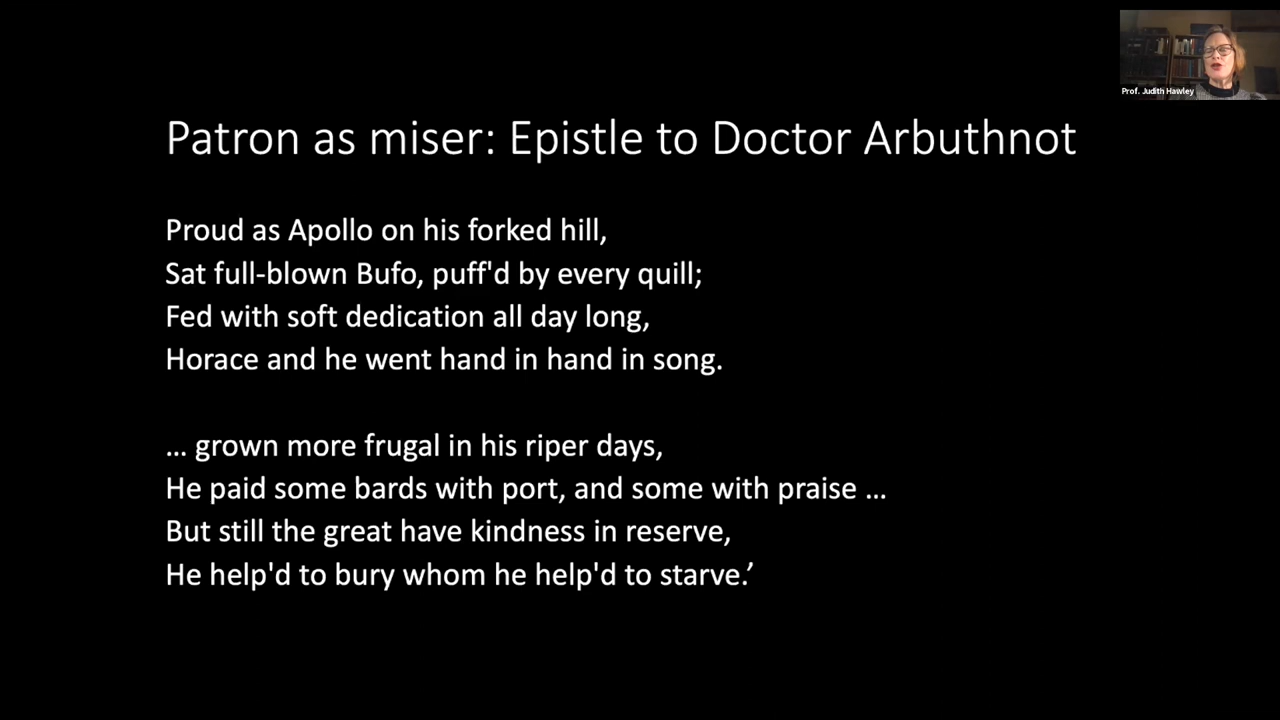 Prof. Judith Hawley
Patron as miser: Epistle to Doctor Arbuthnot
Proud as Apollo on his forked hill,
Sat full-blown Bufo, puff'd by every quill;
Fed with soft dedication all day long,
Horace and he went hand in hand in song.
… grown more frugal in his riper days,
He paid some bards with port, and some with praise …
But still the great have kindness in reserve,
He help'd to bury whom he help'd to starve.’